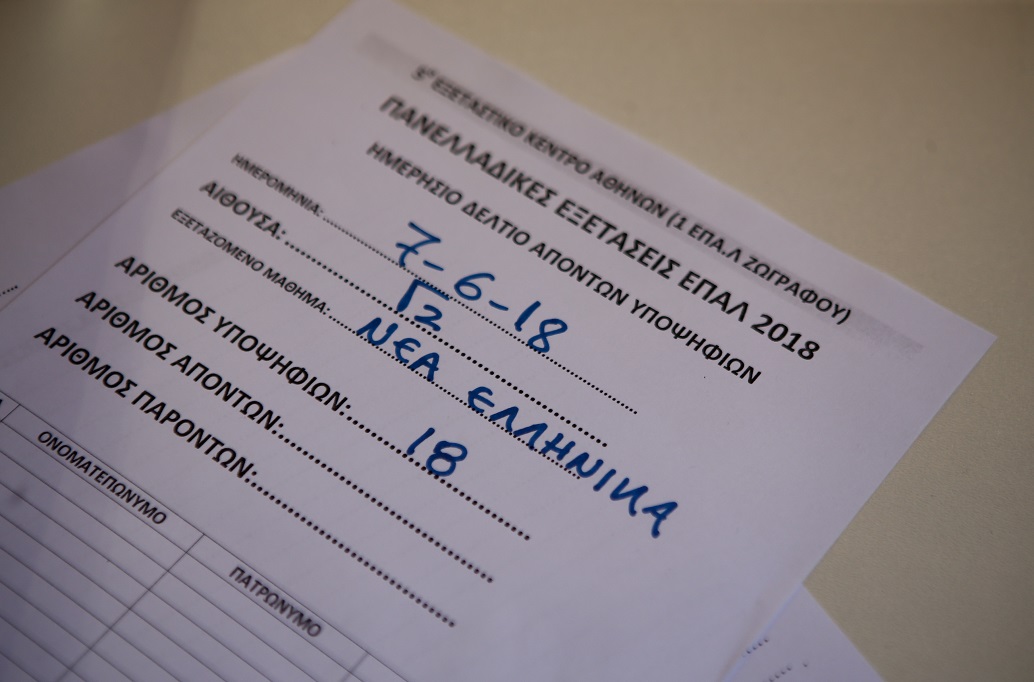 5ο ΕΞΕΤΑΣΤΙΚΟ ΚΕΝΤΡΟ ΑΘΗΝΩΝ (1 ΕΠΑ.Λ ΖΩΓΡΑΦΟΥ)
ΠΑΝΕΛΛΑΔΙΚΕΣ ΕΞΕΤΑΣΕΙΣ ΕΠΑΛ 2018
ΗΜΕΡΗΣΙΟ ΔΕΛΤΙΟ ΑΠΟΝΤΩΝ ΥΠΟΨΗΦΙΩΝ
ΗΜΕΡΟΜΗΝΙΑ: 7-6-18
ΑΙΘΟΥΣΑ: Γ2
ΕΞΕΤΑΖΟΜΕΝΟ ΜΑΘΗΜΑ: ΝΕΑ ΕΛΛΗΝΙΚΑ
ΑΡΙΘΜΟΣ ΥΠΟΨΗΦΙΩΝ: 18
ΑΡΙΘΜΟΣ ΑΠΟΝΤΩΝ:
ΑΡΙΘΜΟΣ ΠΑΡΟΝΤΩΝ:
ΟΝΟΜΑΤΕΠΩΝΥΜΟ ΠΑΤΡΩΝΥΜΟ